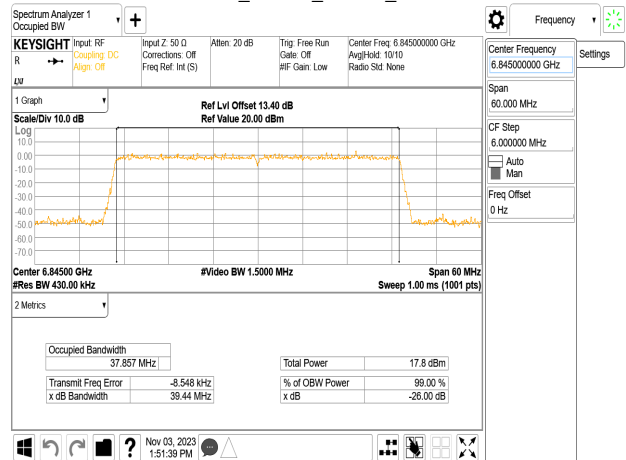 Spectrum Analyzer 1
Occupied BW
Frequency
KEYSIGHT
R
LXI
Input: RF
Coupling: DC
Align: Off
Input Z: 50 Ω
Corrections: Off
Freq Ref: Int (S)
Atten: 20 dB
Trig: Free Run
Gate: Off
#IF Gain: Low
Center Freq: 6.845000000 GHz
Avg|Hold: 10/10
Radio Std: None
Center Frequency
6.845000000 GHz
Settings
Span
60.000 MHz
CF Step
6.000000 MHz
Auto
Man
Freq Offset
0 Hz
1 Graph
Scale/Div 10.0 dB
Ref Lvl Offset 13.40 dB
Ref Value 20.00 dBm
Log
10.0
0.00
-10.0
-20.0
-30.0
-40.0
-50.0
-60.0
-70.0
Center 6.84500 GHz
#Video BW 1.5000 MHz
Span 60 MHz
#Res BW 430.00 kHz
Sweep 1.00 ms (1001 pts)
2 Metrics
Occupied Bandwidth
37.857 MHz
Total Power 17.8 dBm
Transmit Freq Error -8.548 kHz
% of OBW Power 99.00 %
x dB Bandwidth 39.44 MHz
x dB -26.00 dB
?
Nov 03, 2023
1:51:39 PM